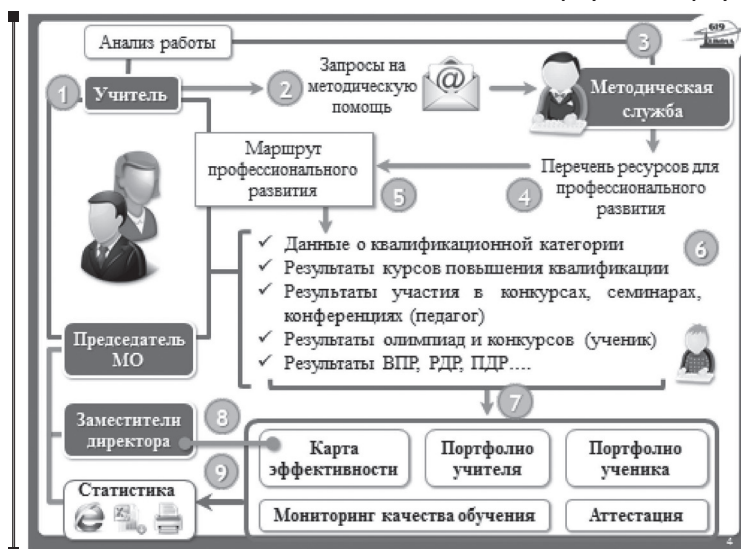 619
ШКОЛА
Анализ работы
3
1
Учитель
2
Запросы на
методическую
помощь
@
Методическая
служба
Маршрут
профессионального
развития
5
4
Перечень ресурсов для
профессионального
развития
6
✓ Данные о квалификационной категории
✓ Результаты курсов повышения квалификации
✓ Результаты участия в конкурсах, семинарах,
конференциях (педагог)
✓ Результаты олимпиад и конкурсов (ученик)
✓ Результаты ВПР, РДР, ПДР….
Председатель
МО
7
Заместители
директора
8
Карта
эффективности
Портфолио
учителя
Портфолио
ученика
9
Статистика
Мониторинг качества обучения
Аттестация
4